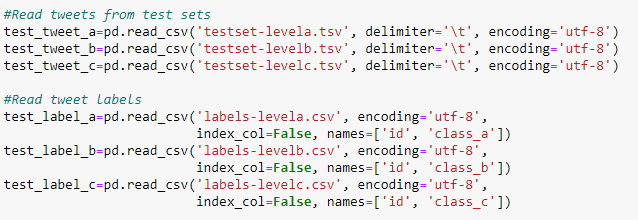 #Read tweets from test sets
test_tweet_a=pd.read_csv('testset-levela.tsv', delimiter='\t', encoding='utf-8')
test_tweet_b=pd.read_csv('testset-levelb.tsv', delimiter='\t', encoding='utf-8')
test_tweet_c=pd.read_csv('testset-levelc.tsv', delimiter='\t', encoding='utf-8')
#Read tweet labels
test_label_a=pd.read_csv('labels-levela.csv', encoding='utf-8',
index_col=False, names=['id', 'class_a'])
test_label_b=pd.read_csv('labels-levelb.csv', encoding='utf-8',
index_col=False, names=['id', 'class_b'])
test_label_c=pd.read_csv('labels-levelc.csv', encoding='utf-8',
index_col=False, names=['id', 'class_c'])